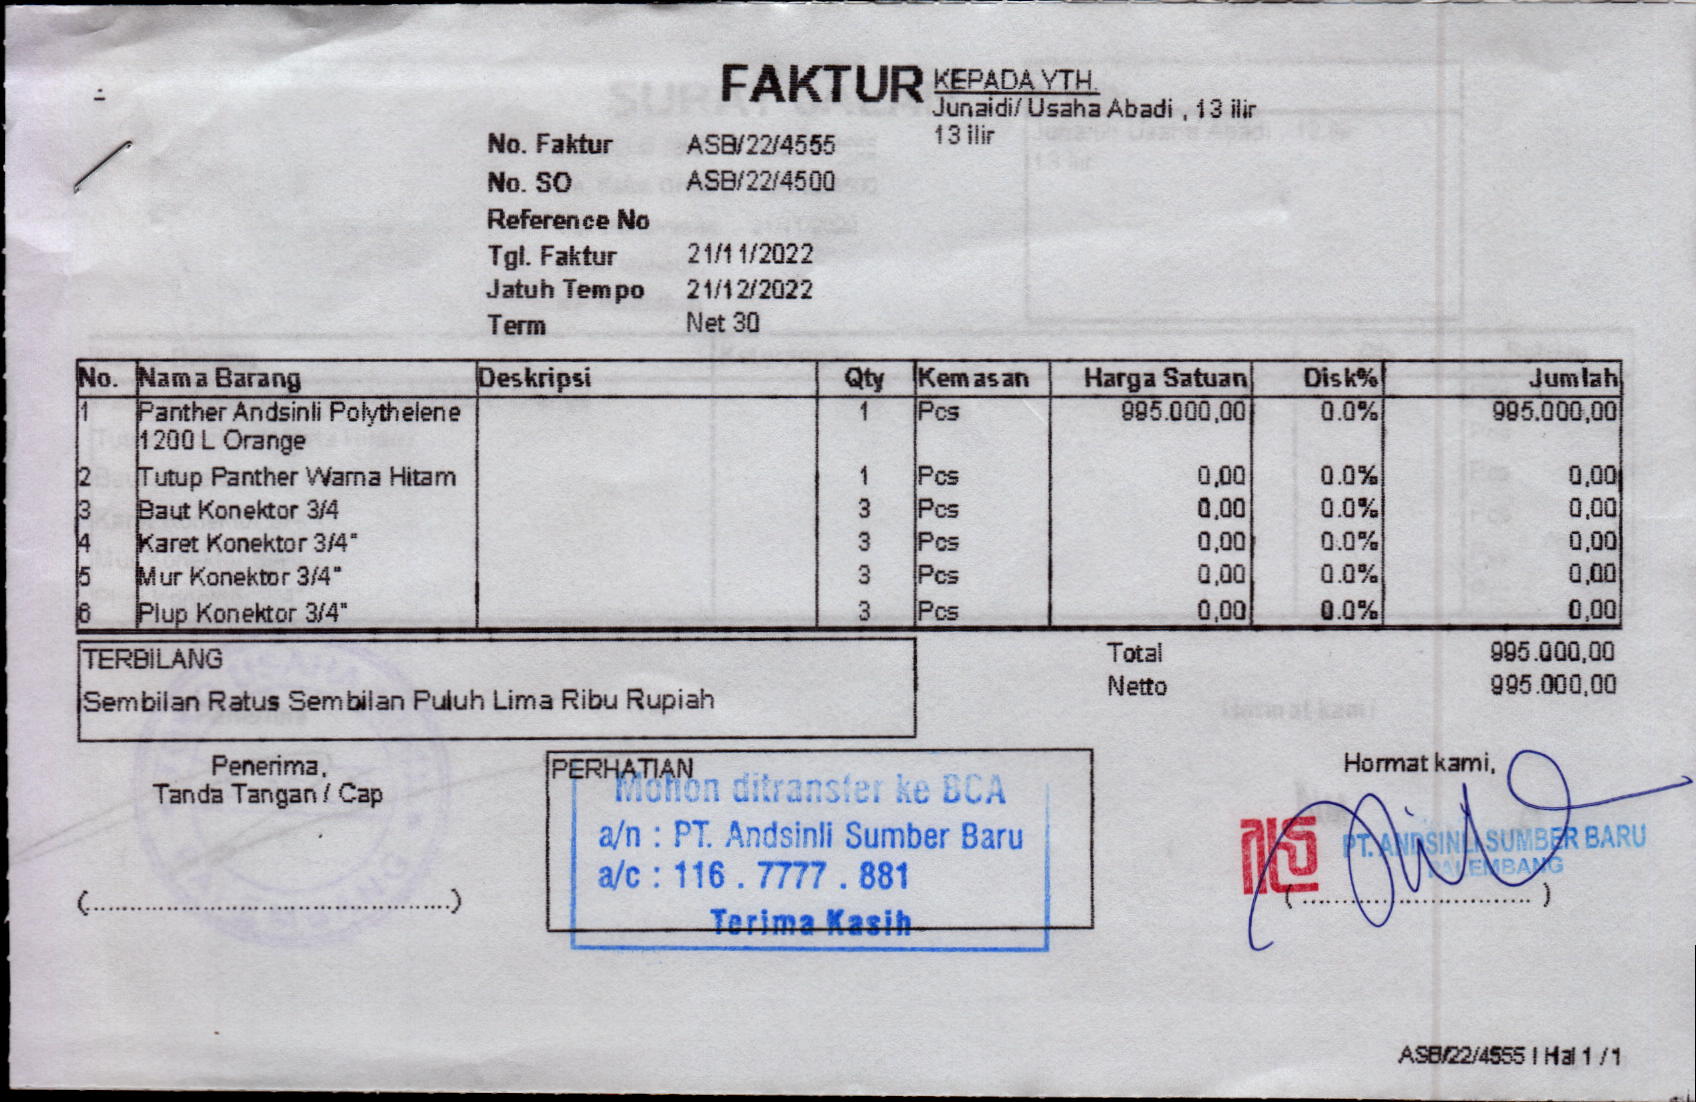 FAKTUR
KEPADA YTH.
Junaidi/ Usaha Abadi , 13 ilir
13 ilir
No. Faktur ASB/22/4555
No. SO ASB/22/4500
Reference No
Tgl. Faktur 21/11/2022
Jatuh Tempo 21/12/2022
Term Net 30
No. Nama Barang Deskripsi Qty Kemasan Harga Satuan Disk% Jumlah
1 Panther Andsinli Polythelene 1 Pcs 995.000,00 0.0% 995.000,00
1200 L Orange
2 Tutup Panther Warna Hitam 1 Pcs 0,00 0.0% 0,00
3 Baut Konektor 3/4 3 Pcs 0,00 0.0% 0,00
4 Karet Konektor 3/4" 3 Pcs 0,00 0.0% 0,00
5 Mur Konektor 3/4" 3 Pcs 0,00 0.0% 0,00
6 Plup Konektor 3/4" 3 Pcs 0,00 0.0% 0,00
TERBILANG
Sembilan Ratus Sembilan Puluh Lima Ribu Rupiah
Total 995.000,00
Netto 995.000,00
Penerima,
Tanda Tangan / Cap
(..................................................)
PERHATIAN
Mohon ditransfer ke BCA
a/n : PT. Andsinli Sumber Baru
a/c : 116 . 7777 . 881
Terima Kasih
Hormat kami,
PT. ANDSINLI SUMBER BARU
PALEMBANG
( ................................ )
ASB/22/4555 | Hal 1 / 1